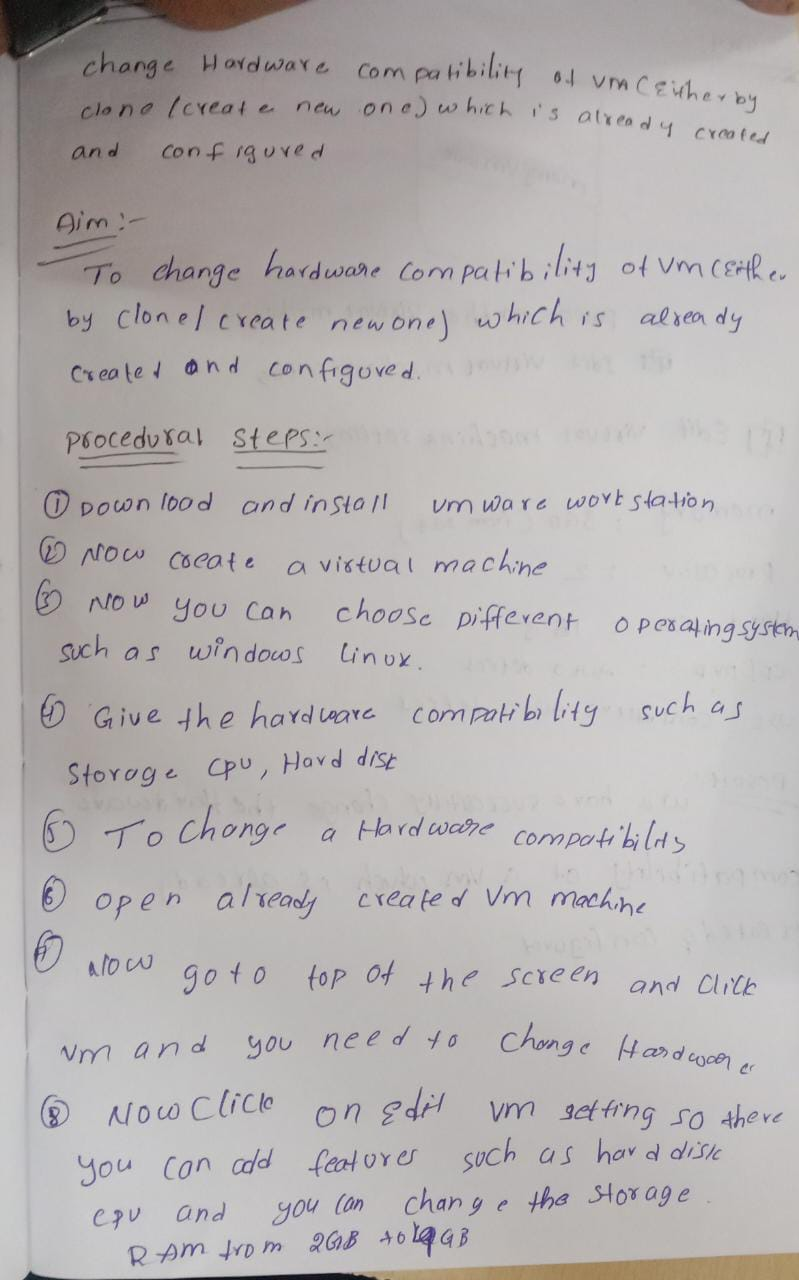 change Hardware compatibility of vm (Either by
clone/create new one) which is already created
and configured
Aim :-
To change hardware compatibility of vm (Either
by clone/create new one) which is already
created and configured.
procedural steps:-
① Download and install vm ware workstation
② Now create a virtual machine
③ Now you can choose Different operating system
such as windows linux.
④ Give the hardware compatibility such as
storage cpu, Hard disk
⑤ To Change a Hardware compatibility
⑥ open already created vm machine
⑦ Now go to top of the screen and click
vm and you need to change Hardware
⑧ Now Click on Edit vm setting so there
you can add features such as hard disk
cpu and you can change the storage.
RAM from 2GB to 4GB